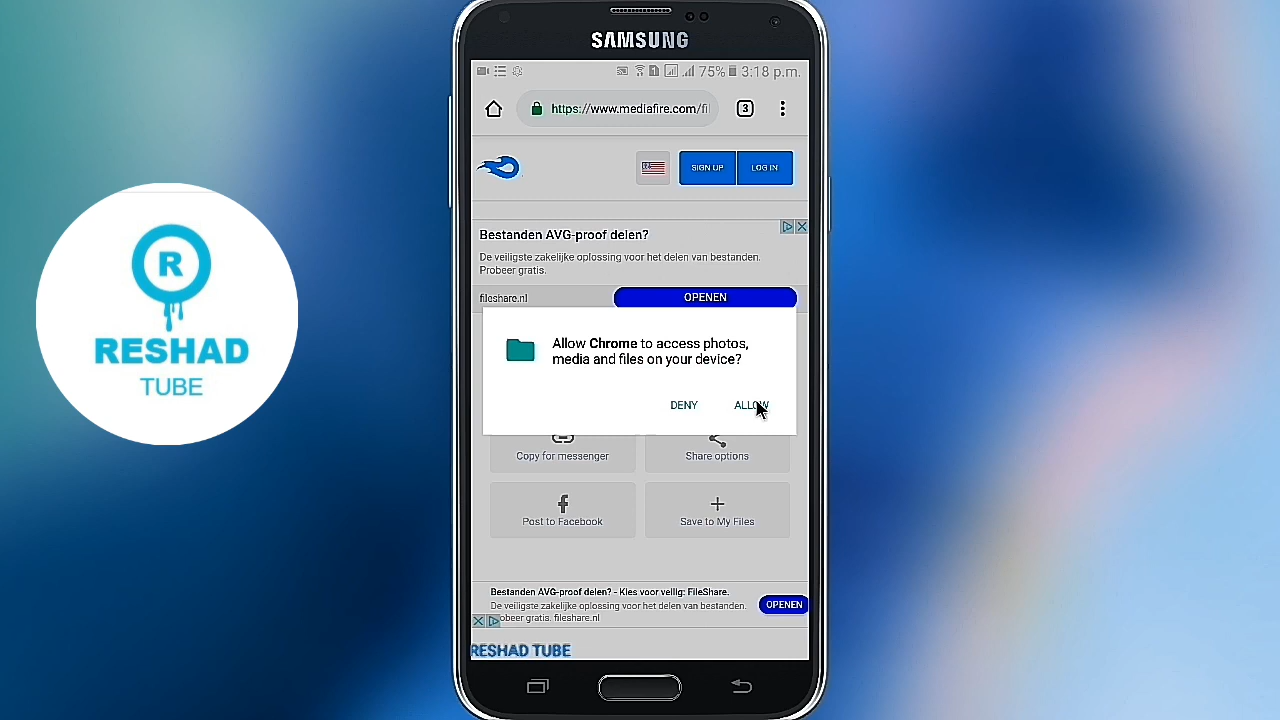 SAMSUNG
75% 3:18 p.m.
https://www.mediafire.com/fi
3
SIGN UP
LOG IN
Bestanden AVG-proof delen?
De veiligste zakelijke oplossing voor het delen van bestanden.
Probeer gratis.
fileshare.nl
OPENEN
Allow Chrome to access photos,
media and files on your device?
DENY
ALLOW
Copy for messenger
Share options
Post to Facebook
Save to My Files
Bestanden AVG-proof delen? - Kies voor veilig: FileShare.
De veiligste zakelijke oplossing voor het delen van bestanden.
obeer gratis. fileshare.nl
OPENEN
RESHAD TUBE
R
RESHAD
TUBE